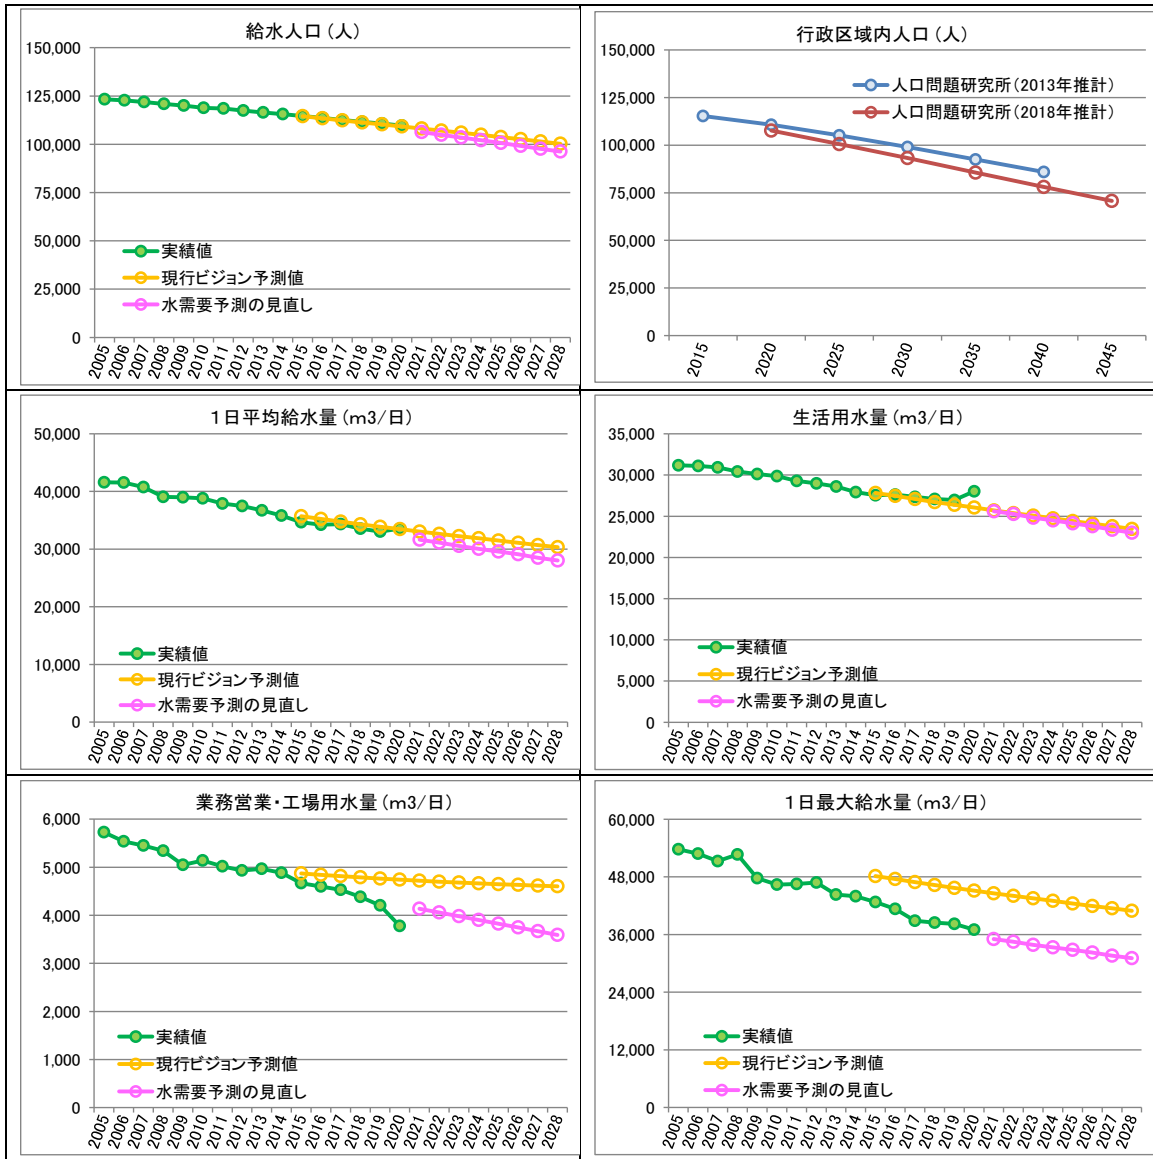 給水人口（人）
150,000
125,000
100,000
75,000
50,000
25,000
0
実績値
現行ビジョン予測値
水需要予測の見直し
2005 2006 2007 2008 2009 2010 2011 2012 2013 2014 2015 2016 2017 2018 2019 2020 2021 2022 2023 2024 2025 2026 2027 2028
行政区域内人口（人）
150,000
125,000
100,000
75,000
50,000
25,000
0
人口問題研究所（2013年推計）
人口問題研究所（2018年推計）
2015 2020 2025 2030 2035 2040 2045
1日平均給水量（m3/日）
50,000
40,000
30,000
20,000
10,000
0
実績値
現行ビジョン予測値
水需要予測の見直し
2005 2006 2007 2008 2009 2010 2011 2012 2013 2014 2015 2016 2017 2018 2019 2020 2021 2022 2023 2024 2025 2026 2027 2028
生活用水量（m3/日）
35,000
30,000
25,000
20,000
15,000
10,000
5,000
0
実績値
現行ビジョン予測値
水需要予測の見直し
2005 2006 2007 2008 2009 2010 2011 2012 2013 2014 2015 2016 2017 2018 2019 2020 2021 2022 2023 2024 2025 2026 2027 2028
業務営業・工場用水量（m3/日）
6,000
5,000
4,000
3,000
2,000
1,000
0
実績値
現行ビジョン予測値
水需要予測の見直し
2005 2006 2007 2008 2009 2010 2011 2012 2013 2014 2015 2016 2017 2018 2019 2020 2021 2022 2023 2024 2025 2026 2027 2028
1日最大給水量（m3/日）
60,000
48,000
36,000
24,000
12,000
0
実績値
現行ビジョン予測値
水需要予測の見直し
2005 2006 2007 2008 2009 2010 2011 2012 2013 2014 2015 2016 2017 2018 2019 2020 2021 2022 2023 2024 2025 2026 2027 2028